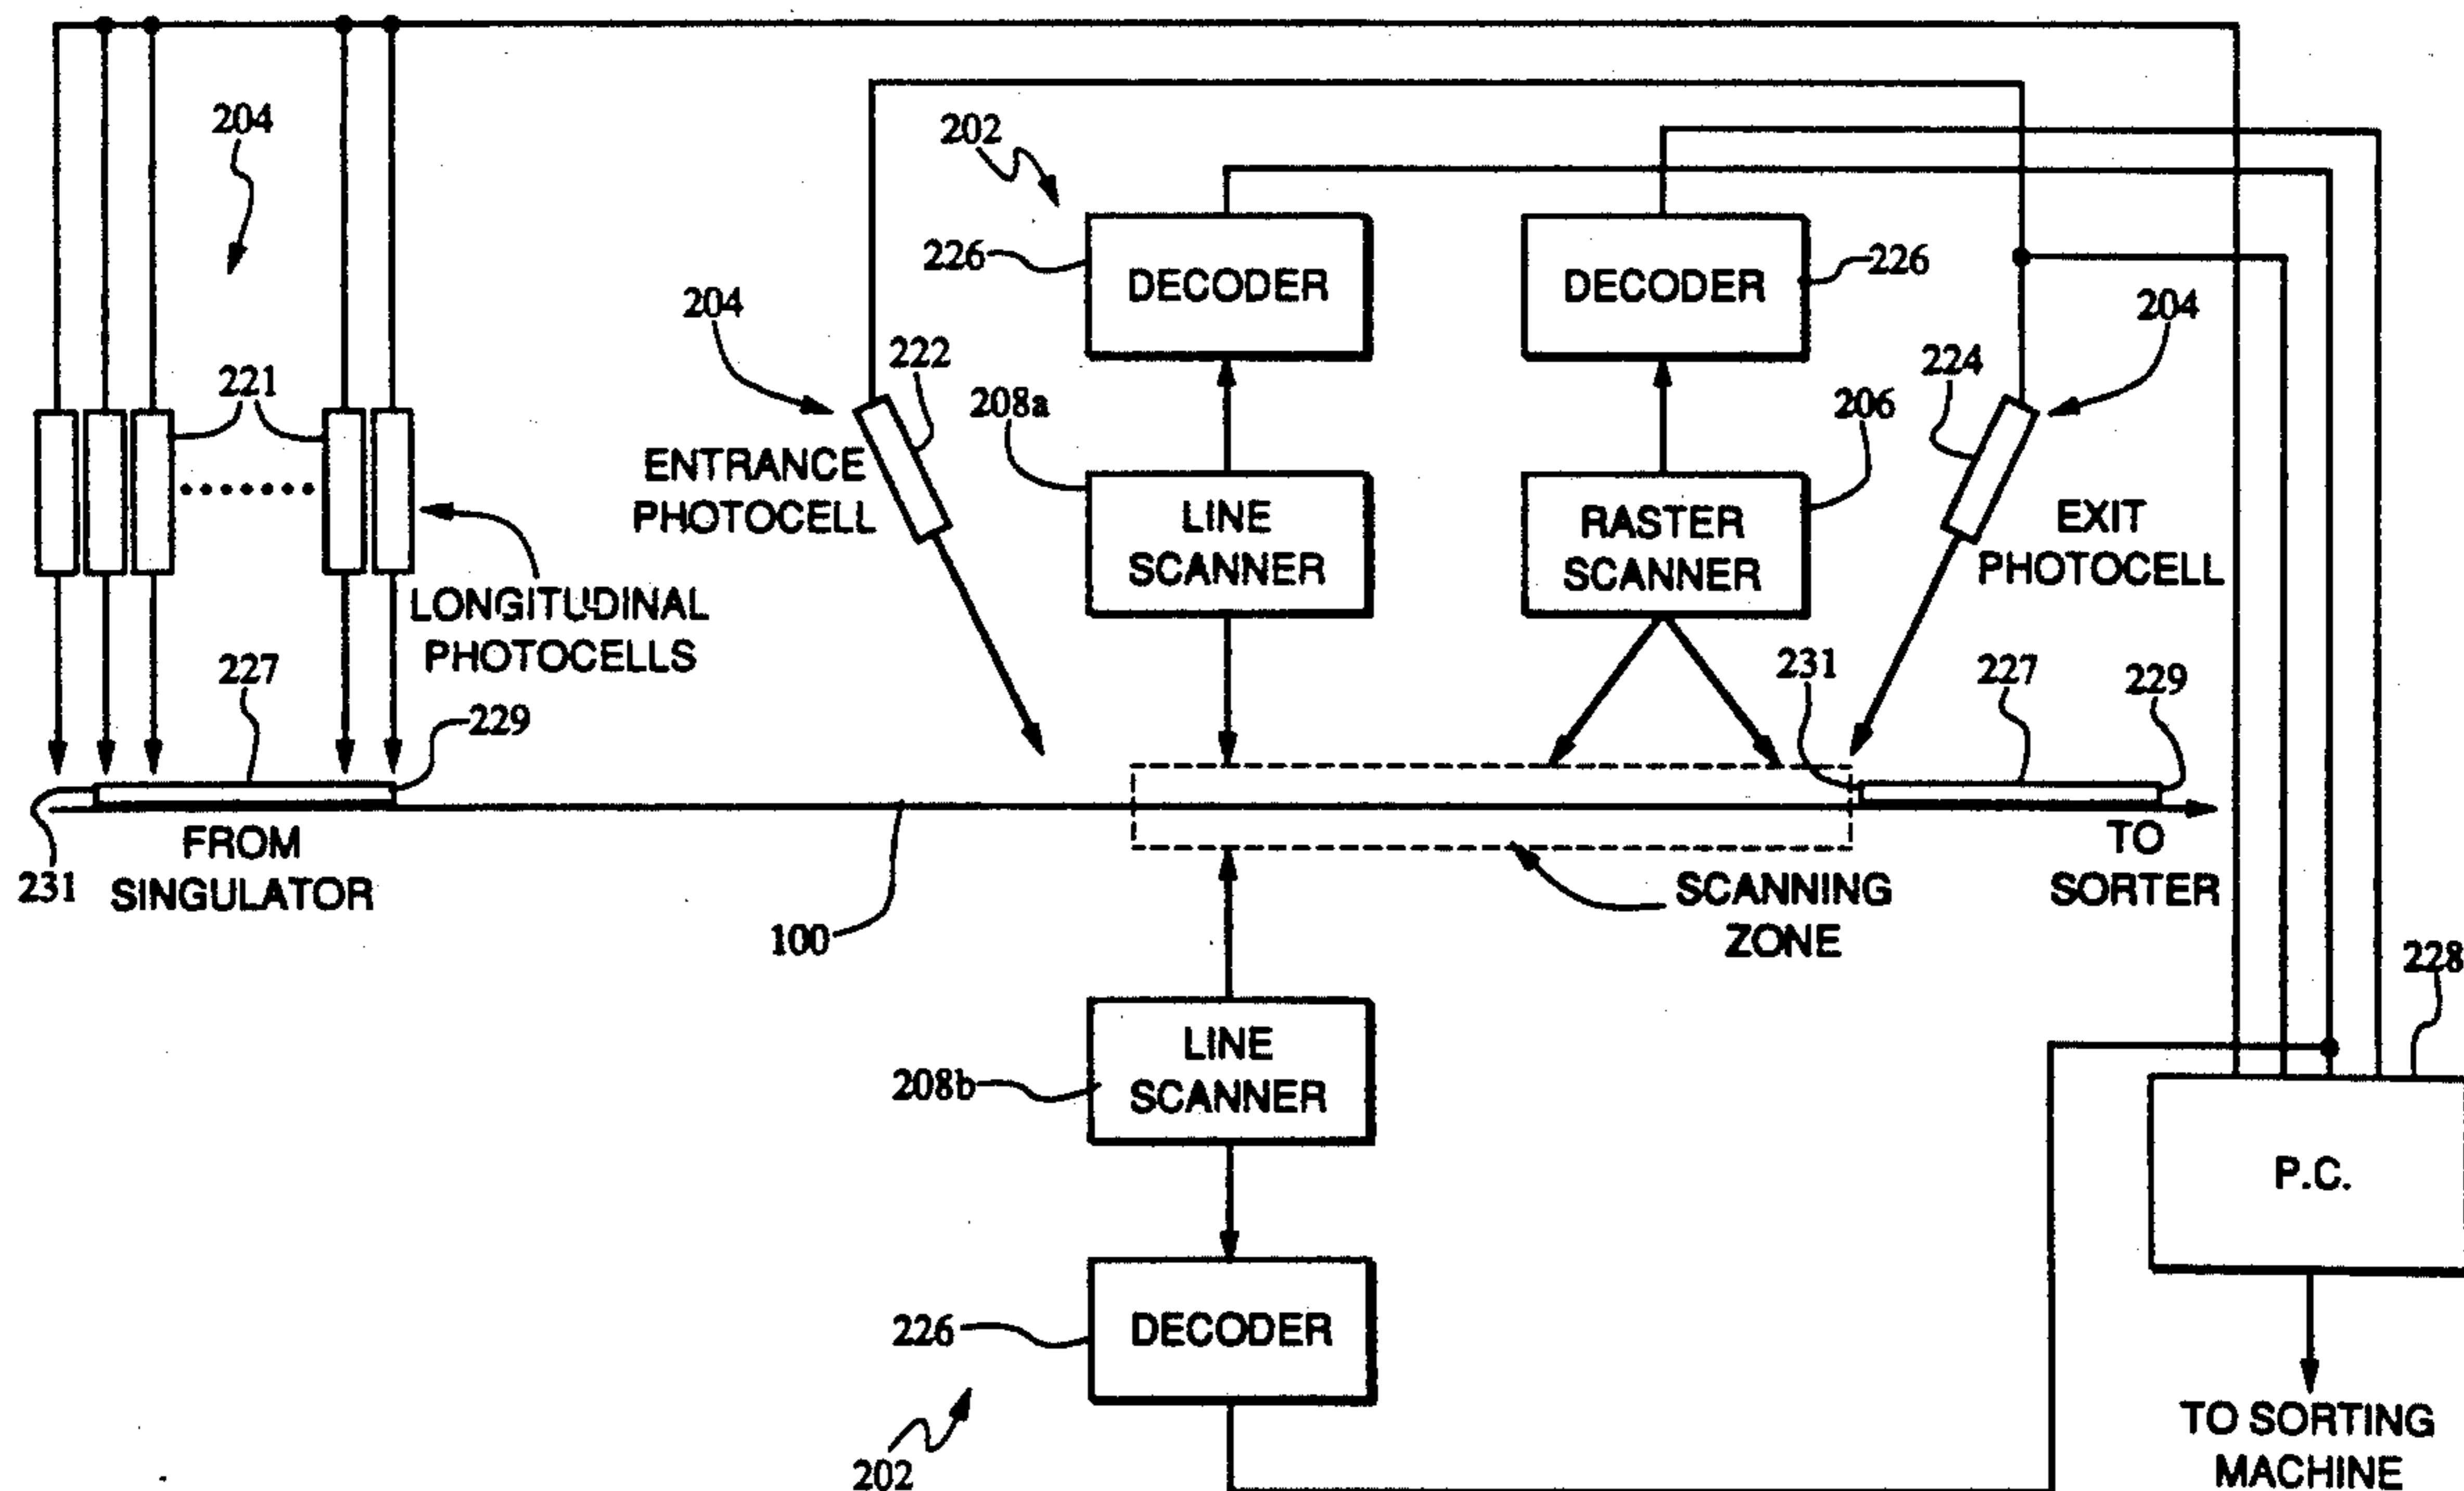 204
202
226
DECODER
DECODER
226
204
222
204
224
221
208a
206
ENTRANCE
PHOTOCELL
LINE
SCANNER
RASTER
SCANNER
EXIT
PHOTOCELL
LONGITUDINAL
PHOTOCELLS
227
229
231
227
229
231
FROM
SINGULATOR
100
SCANNING
ZONE
TO
SORTER
228
208b
LINE
SCANNER
P.C.
226
DECODER
202
TO SORTING
MACHINE